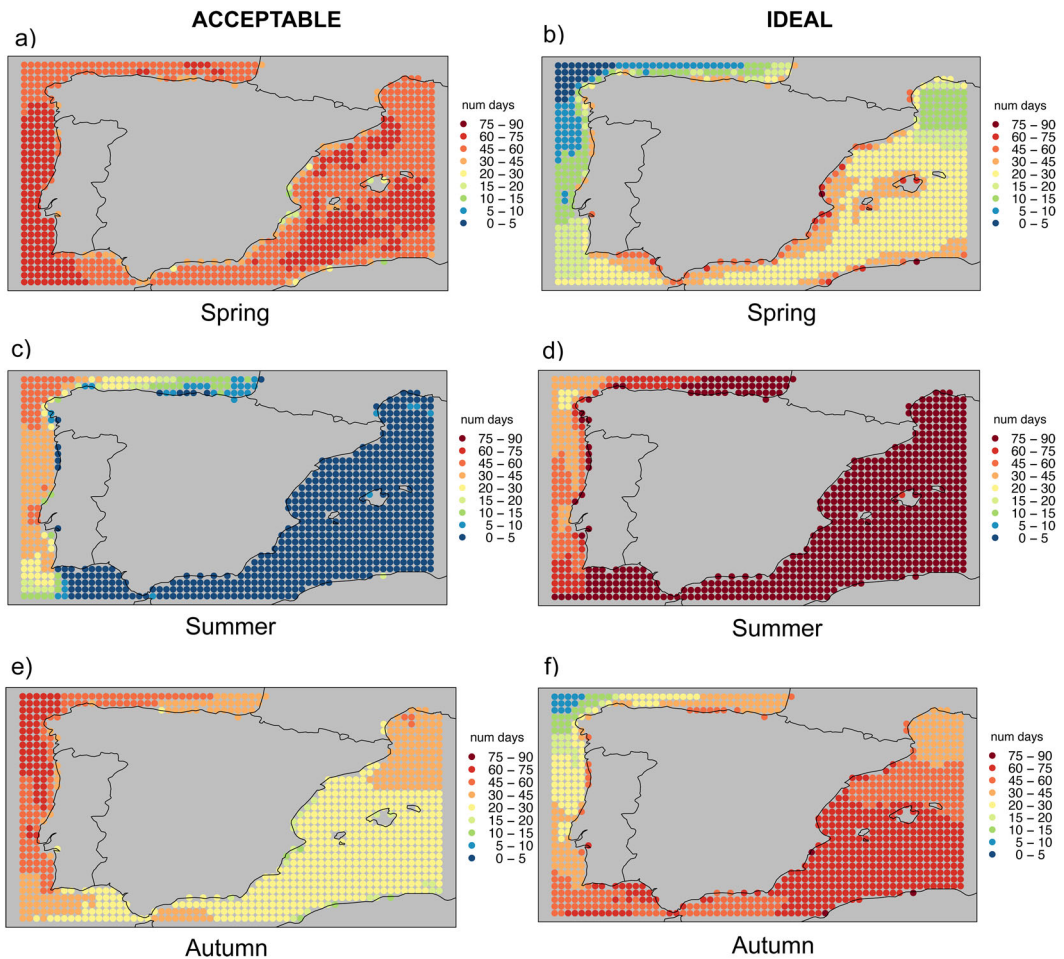 ACCEPTABLE
IDEAL
a)
num days
75 – 90
60 – 75
45 – 60
30 – 45
20 – 30
15 – 20
10 – 15
5 – 10
0 – 5
Spring
b)
num days
75 – 90
60 – 75
45 – 60
30 – 45
20 – 30
15 – 20
10 – 15
5 – 10
0 – 5
Spring
c)
num days
75 – 90
60 – 75
45 – 60
30 – 45
20 – 30
15 – 20
10 – 15
5 – 10
0 – 5
Summer
d)
num days
75 – 90
60 – 75
45 – 60
30 – 45
20 – 30
15 – 20
10 – 15
5 – 10
0 – 5
Summer
e)
num days
75 – 90
60 – 75
45 – 60
30 – 45
20 – 30
15 – 20
10 – 15
5 – 10
0 – 5
Autumn
f)
num days
75 – 90
60 – 75
45 – 60
30 – 45
20 – 30
15 – 20
10 – 15
5 – 10
0 – 5
Autumn